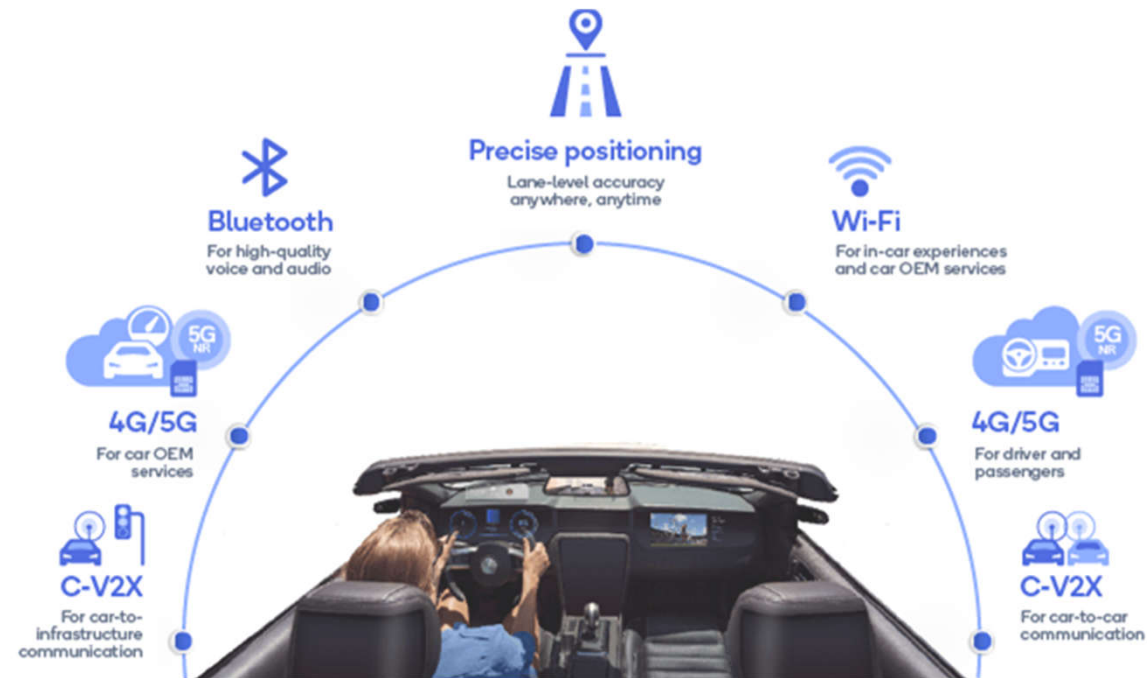 Precise positioning
Lane-level accuracy
anywhere, anytime
Bluetooth
For high-quality
voice and audio
Wi-Fi
For in-car experiences
and car OEM services
5G
NR
4G/5G
For car OEM
services
5G
NR
4G/5G
For driver and
passengers
C-V2X
For car-to-
infrastructure
communication
C-V2X
For car-to-car
communication